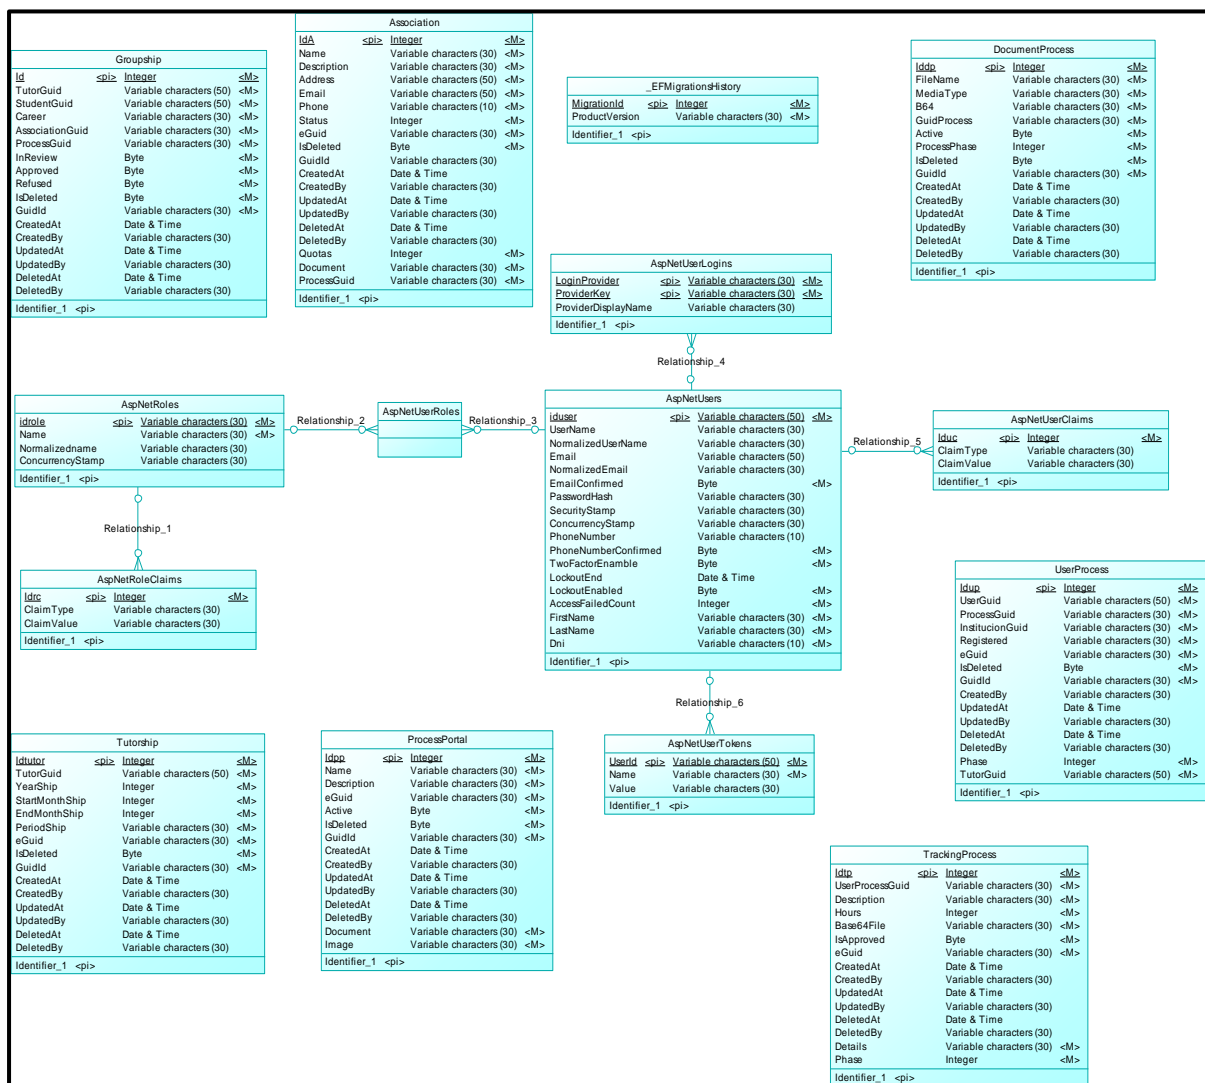 Association
IdA <pi> Integer <M>
Name Variable characters (30) <M>
Description Variable characters (30) <M>
Address Variable characters (50) <M>
Email Variable characters (50) <M>
Phone Variable characters (10) <M>
Status Integer <M>
eGuid Variable characters (30) <M>
IsDeleted Byte <M>
GuidId Variable characters (30)
CreatedAt Date & Time
CreatedBy Variable characters (30)
UpdatedAt Date & Time
UpdatedBy Variable characters (30)
DeletedAt Date & Time
DeletedBy Variable characters (30)
Quotas Integer <M>
Document Variable characters (30) <M>
ProcessGuid Variable characters (30) <M>
Identifier_1 <pi>
Groupship
Id <pi> Integer <M>
TutorGuid Variable characters (50) <M>
StudentGuid Variable characters (50) <M>
Career Variable characters (30) <M>
AssociationGuid Variable characters (30) <M>
ProcessGuid Variable characters (30) <M>
InReview Byte <M>
Approved Byte <M>
Refused Byte <M>
IsDeleted Byte <M>
GuidId Variable characters (30) <M>
CreatedAt Date & Time
CreatedBy Variable characters (30)
UpdatedAt Date & Time
UpdatedBy Variable characters (30)
DeletedAt Date & Time
DeletedBy Variable characters (30)
Identifier_1 <pi>
_EFMigrationsHistory
MigrationId <pi> Integer <M>
ProductVersion Variable characters (30) <M>
Identifier_1 <pi>
DocumentProcess
Iddp <pi> Integer <M>
FileName Variable characters (30) <M>
MediaType Variable characters (30) <M>
B64 Variable characters (30) <M>
GuidProcess Variable characters (30) <M>
Active Byte <M>
ProcessPhase Integer <M>
IsDeleted Byte <M>
GuidId Variable characters (30) <M>
CreatedAt Date & Time
CreatedBy Variable characters (30)
UpdatedAt Date & Time
UpdatedBy Variable characters (30)
DeletedAt Date & Time
DeletedBy Variable characters (30)
Identifier_1 <pi>
AspNetUserLogins
LoginProvider <pi> Variable characters (30) <M>
ProviderKey <pi> Variable characters (30) <M>
ProviderDisplayName Variable characters (30)
Identifier_1 <pi>
Relationship_4
AspNetRoles
idrole <pi> Variable characters (30) <M>
Name Variable characters (30) <M>
Normalizedname Variable characters (30)
ConcurrencyStamp Variable characters (30)
Identifier_1 <pi>
Relationship_2
AspNetUserRoles
Relationship_3
AspNetUsers
iduser <pi> Variable characters (50) <M>
UserName Variable characters (30)
NormalizedUserName Variable characters (30)
Email Variable characters (50)
NormalizedEmail Variable characters (30)
EmailConfirmed Byte <M>
PasswordHash Variable characters (30)
SecurityStamp Variable characters (30)
ConcurrencyStamp Variable characters (30)
PhoneNumber Variable characters (10)
PhoneNumberConfirmed Byte <M>
TwoFactorEnamble Byte <M>
LockoutEnd Date & Time
LockoutEnabled Byte <M>
AccessFailedCount Integer <M>
FirstName Variable characters (30) <M>
LastName Variable characters (30) <M>
Dni Variable characters (10) <M>
Identifier_1 <pi>
Relationship_5
AspNetUserClaims
Iduc <pi> Integer <M>
ClaimType Variable characters (30)
ClaimValue Variable characters (30)
Identifier_1 <pi>
Relationship_1
AspNetRoleClaims
Idrc <pi> Integer <M>
ClaimType Variable characters (30)
ClaimValue Variable characters (30)
Identifier_1 <pi>
UserProcess
Idup <pi> Integer <M>
UserGuid Variable characters (50) <M>
ProcessGuid Variable characters (30) <M>
InstitucionGuid Variable characters (30) <M>
Registered Variable characters (30) <M>
eGuid Variable characters (30) <M>
IsDeleted Byte <M>
GuidId Variable characters (30) <M>
CreatedBy Variable characters (30)
UpdatedAt Date & Time
UpdatedBy Variable characters (30)
DeletedAt Date & Time
DeletedBy Variable characters (30)
Phase Integer <M>
TutorGuid Variable characters (50) <M>
Identifier_1 <pi>
Relationship_6
Tutorship
Idtutor <pi> Integer <M>
TutorGuid Variable characters (50) <M>
YearShip Integer <M>
StartMonthShip Integer <M>
EndMonthShip Integer <M>
PeriodShip Variable characters (30) <M>
eGuid Variable characters (30) <M>
IsDeleted Byte <M>
GuidId Variable characters (30) <M>
CreatedAt Date & Time
CreatedBy Variable characters (30)
UpdatedAt Date & Time
UpdatedBy Variable characters (30)
DeletedAt Date & Time
DeletedBy Variable characters (30)
Identifier_1 <pi>
ProcessPortal
Idpp <pi> Integer <M>
Name Variable characters (30) <M>
Description Variable characters (30) <M>
eGuid Variable characters (30) <M>
Active Byte <M>
IsDeleted Byte <M>
GuidId Variable characters (30) <M>
CreatedAt Date & Time
CreatedBy Variable characters (30)
UpdatedAt Date & Time
UpdatedBy Variable characters (30)
DeletedAt Date & Time
DeletedBy Variable characters (30)
Document Variable characters (30) <M>
Image Variable characters (30) <M>
Identifier_1 <pi>
AspNetUserTokens
UserId <pi> Variable characters (50) <M>
Name Variable characters (30) <M>
Value Variable characters (30)
Identifier_1 <pi>
TrackingProcess
Idtp <pi> Integer <M>
UserProcessGuid Variable characters (30) <M>
Description Variable characters (30) <M>
Hours Integer <M>
Base64File Variable characters (30) <M>
IsApproved Byte <M>
eGuid Variable characters (30) <M>
CreatedAt Date & Time
CreatedBy Variable characters (30)
UpdatedAt Date & Time
UpdatedBy Variable characters (30)
DeletedAt Date & Time
DeletedBy Variable characters (30)
Details Variable characters (30) <M>
Phase Integer <M>
Identifier_1 <pi>